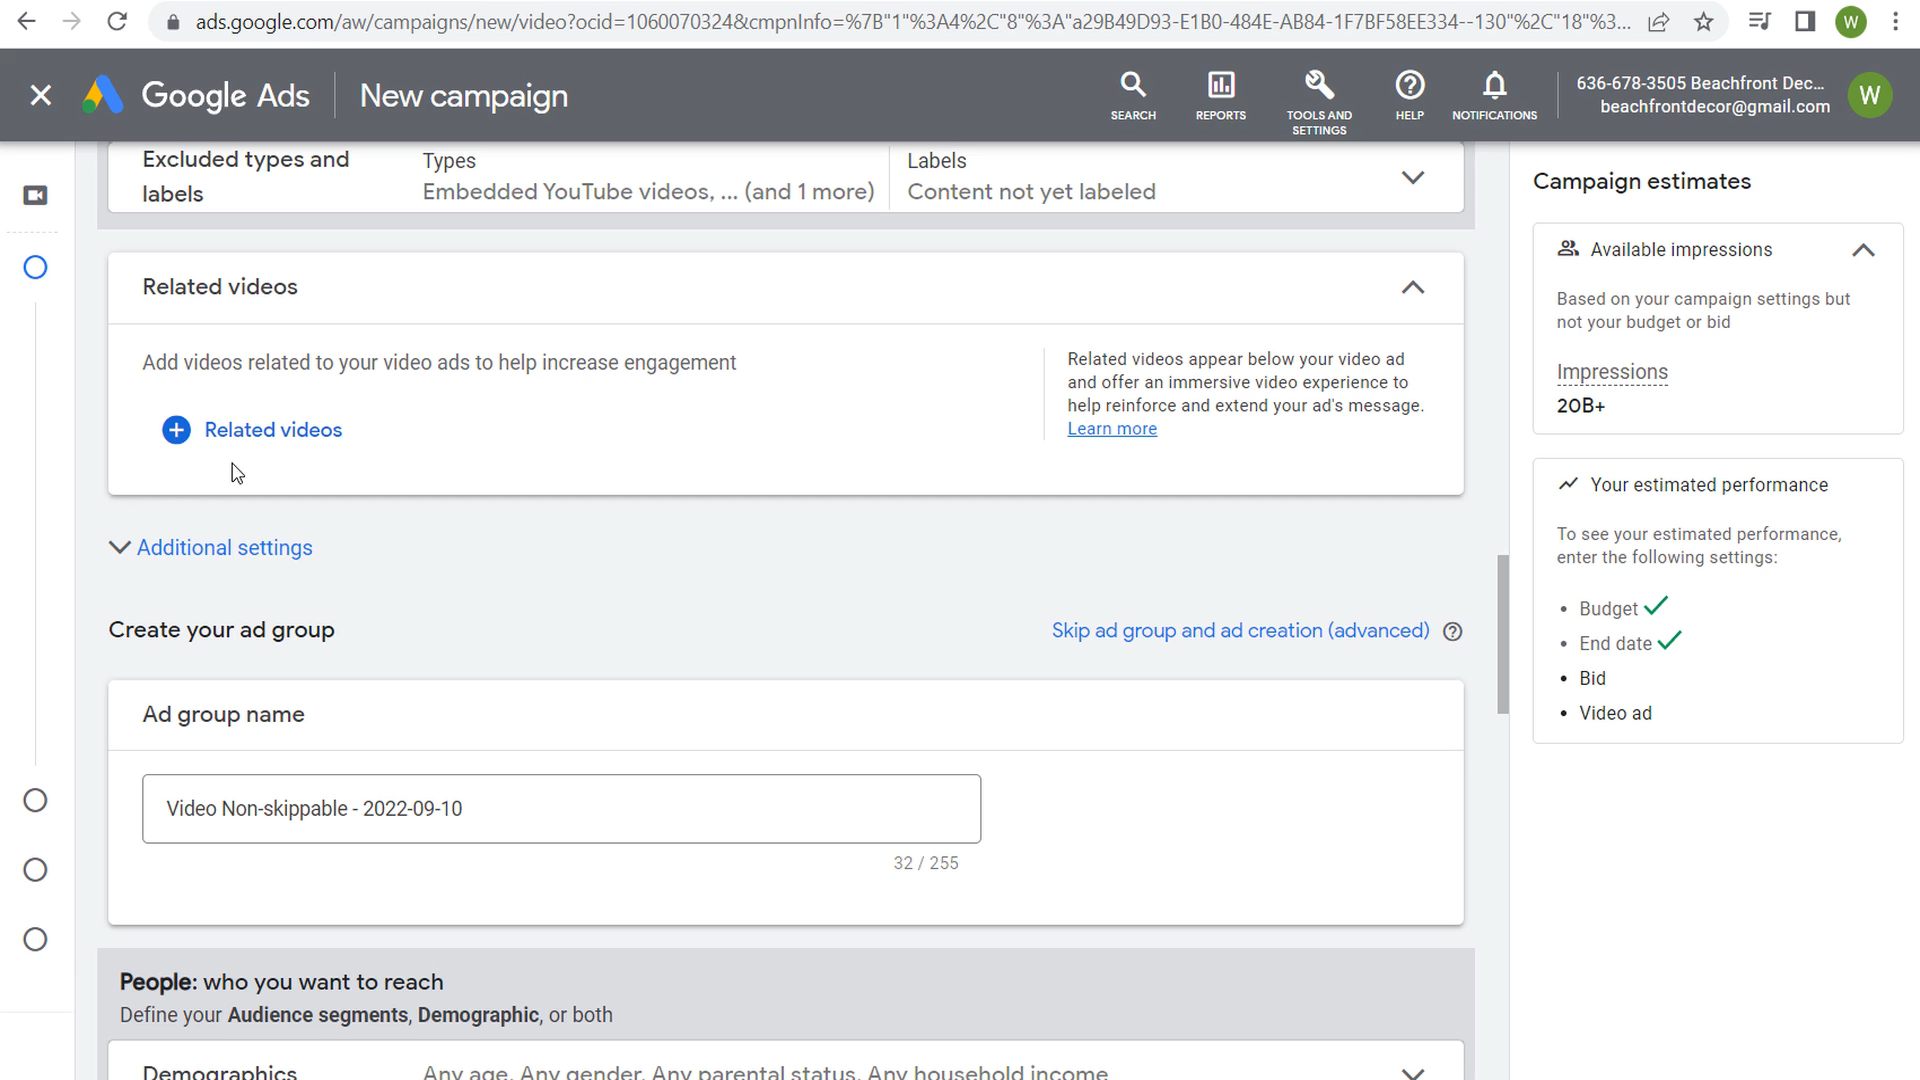 ads.google.com/aw/campaigns/new/video?ocid=1060070324&cmpnInfo=%7B"1"%3A4%2C"8"%3A"a29B49D93-E1B0-484E-AB84-1F7BF58EE334--130"%2C"18"%3...
W
Google Ads
New campaign
SEARCH
REPORTS
TOOLS AND
SETTINGS
HELP
NOTIFICATIONS
636-678-3505 Beachfront Dec...
beachfrontdecor@gmail.com
W
Excluded types and
labels
Types
Embedded YouTube videos, ... (and 1 more)
Labels
Content not yet labeled
Related videos
Add videos related to your video ads to help increase engagement
Related videos
Related videos appear below your video ad
and offer an immersive video experience to
help reinforce and extend your ad's message.
Learn more
Additional settings
Create your ad group
Skip ad group and ad creation (advanced)
Ad group name
Video Non-skippable - 2022-09-10
32 / 255
People: who you want to reach
Define your Audience segments, Demographic, or both
Demographics
Any age, Any gender, Any parental status, Any household income
Campaign estimates
Available impressions
Based on your campaign settings but
not your budget or bid
Impressions
20B+
Your estimated performance
To see your estimated performance,
enter the following settings:
• Budget
• End date
• Bid
• Video ad